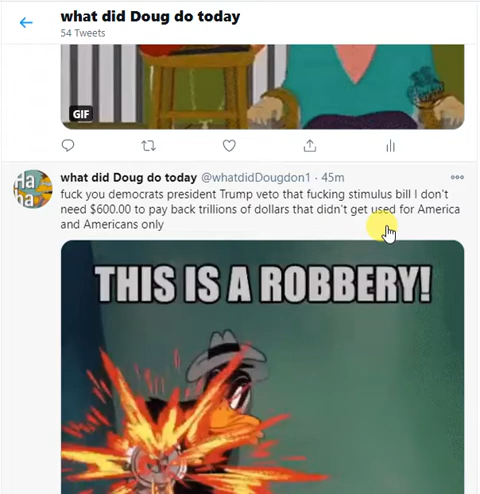 what did Doug do today
54 Tweets
GIF
what did Doug do today @whatdidDougdon1 · 45m
fuck you democrats president Trump veto that fucking stimulus bill I don't
need $600.00 to pay back trillions of dollars that didn't get used for America
and Americans only
Ha
ha
THIS IS A ROBBERY!